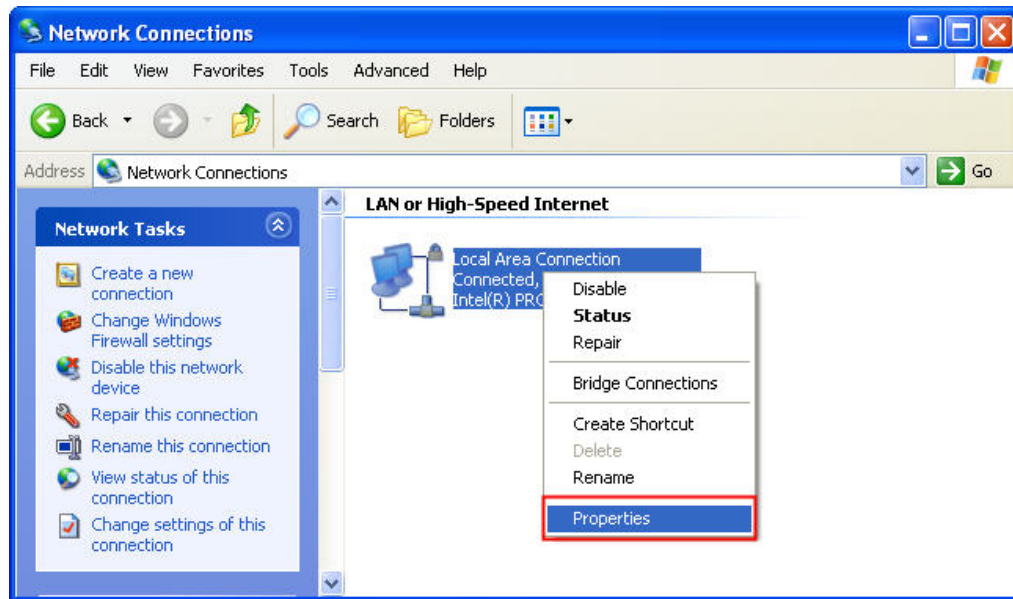 Network Connections
File Edit View Favorites Tools Advanced Help
Back Search Folders
Address Network Connections Go
Network Tasks
Create a new
connection
Change Windows
Firewall settings
Disable this network
device
Repair this connection
Rename this connection
View status of this
connection
Change settings of this
connection
LAN or High-Speed Internet
Local Area Connection
Connected,
Intel(R)
Disable
Status
Repair
Bridge Connections
Create Shortcut
Delete
Rename
Properties